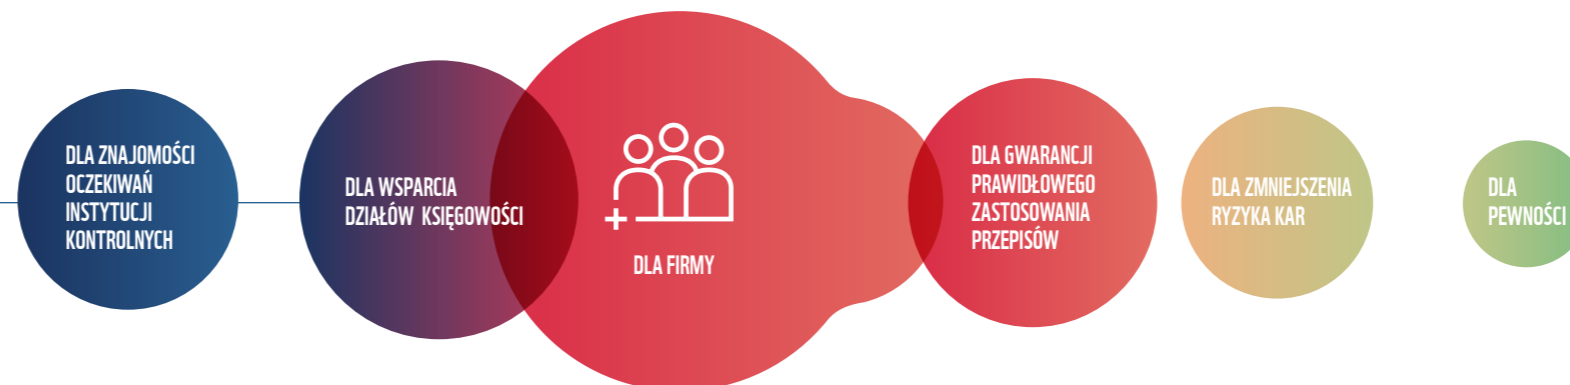 DLA ZNAJOMOŚCI
OCZEKIWAŃ
INSTYTUCJI
KONTROLNYCH
DLA WSPARCIA
DZIAŁÓW KSIĘGOWOŚCI
DLA FIRMY
DLA GWARANCJI
PRAWIDŁOWEGO
ZASTOSOWANIA
PRZEPISÓW
DLA ZMNIEJSZENIA
RYZYKA KAR
DLA
PEWNOŚCI